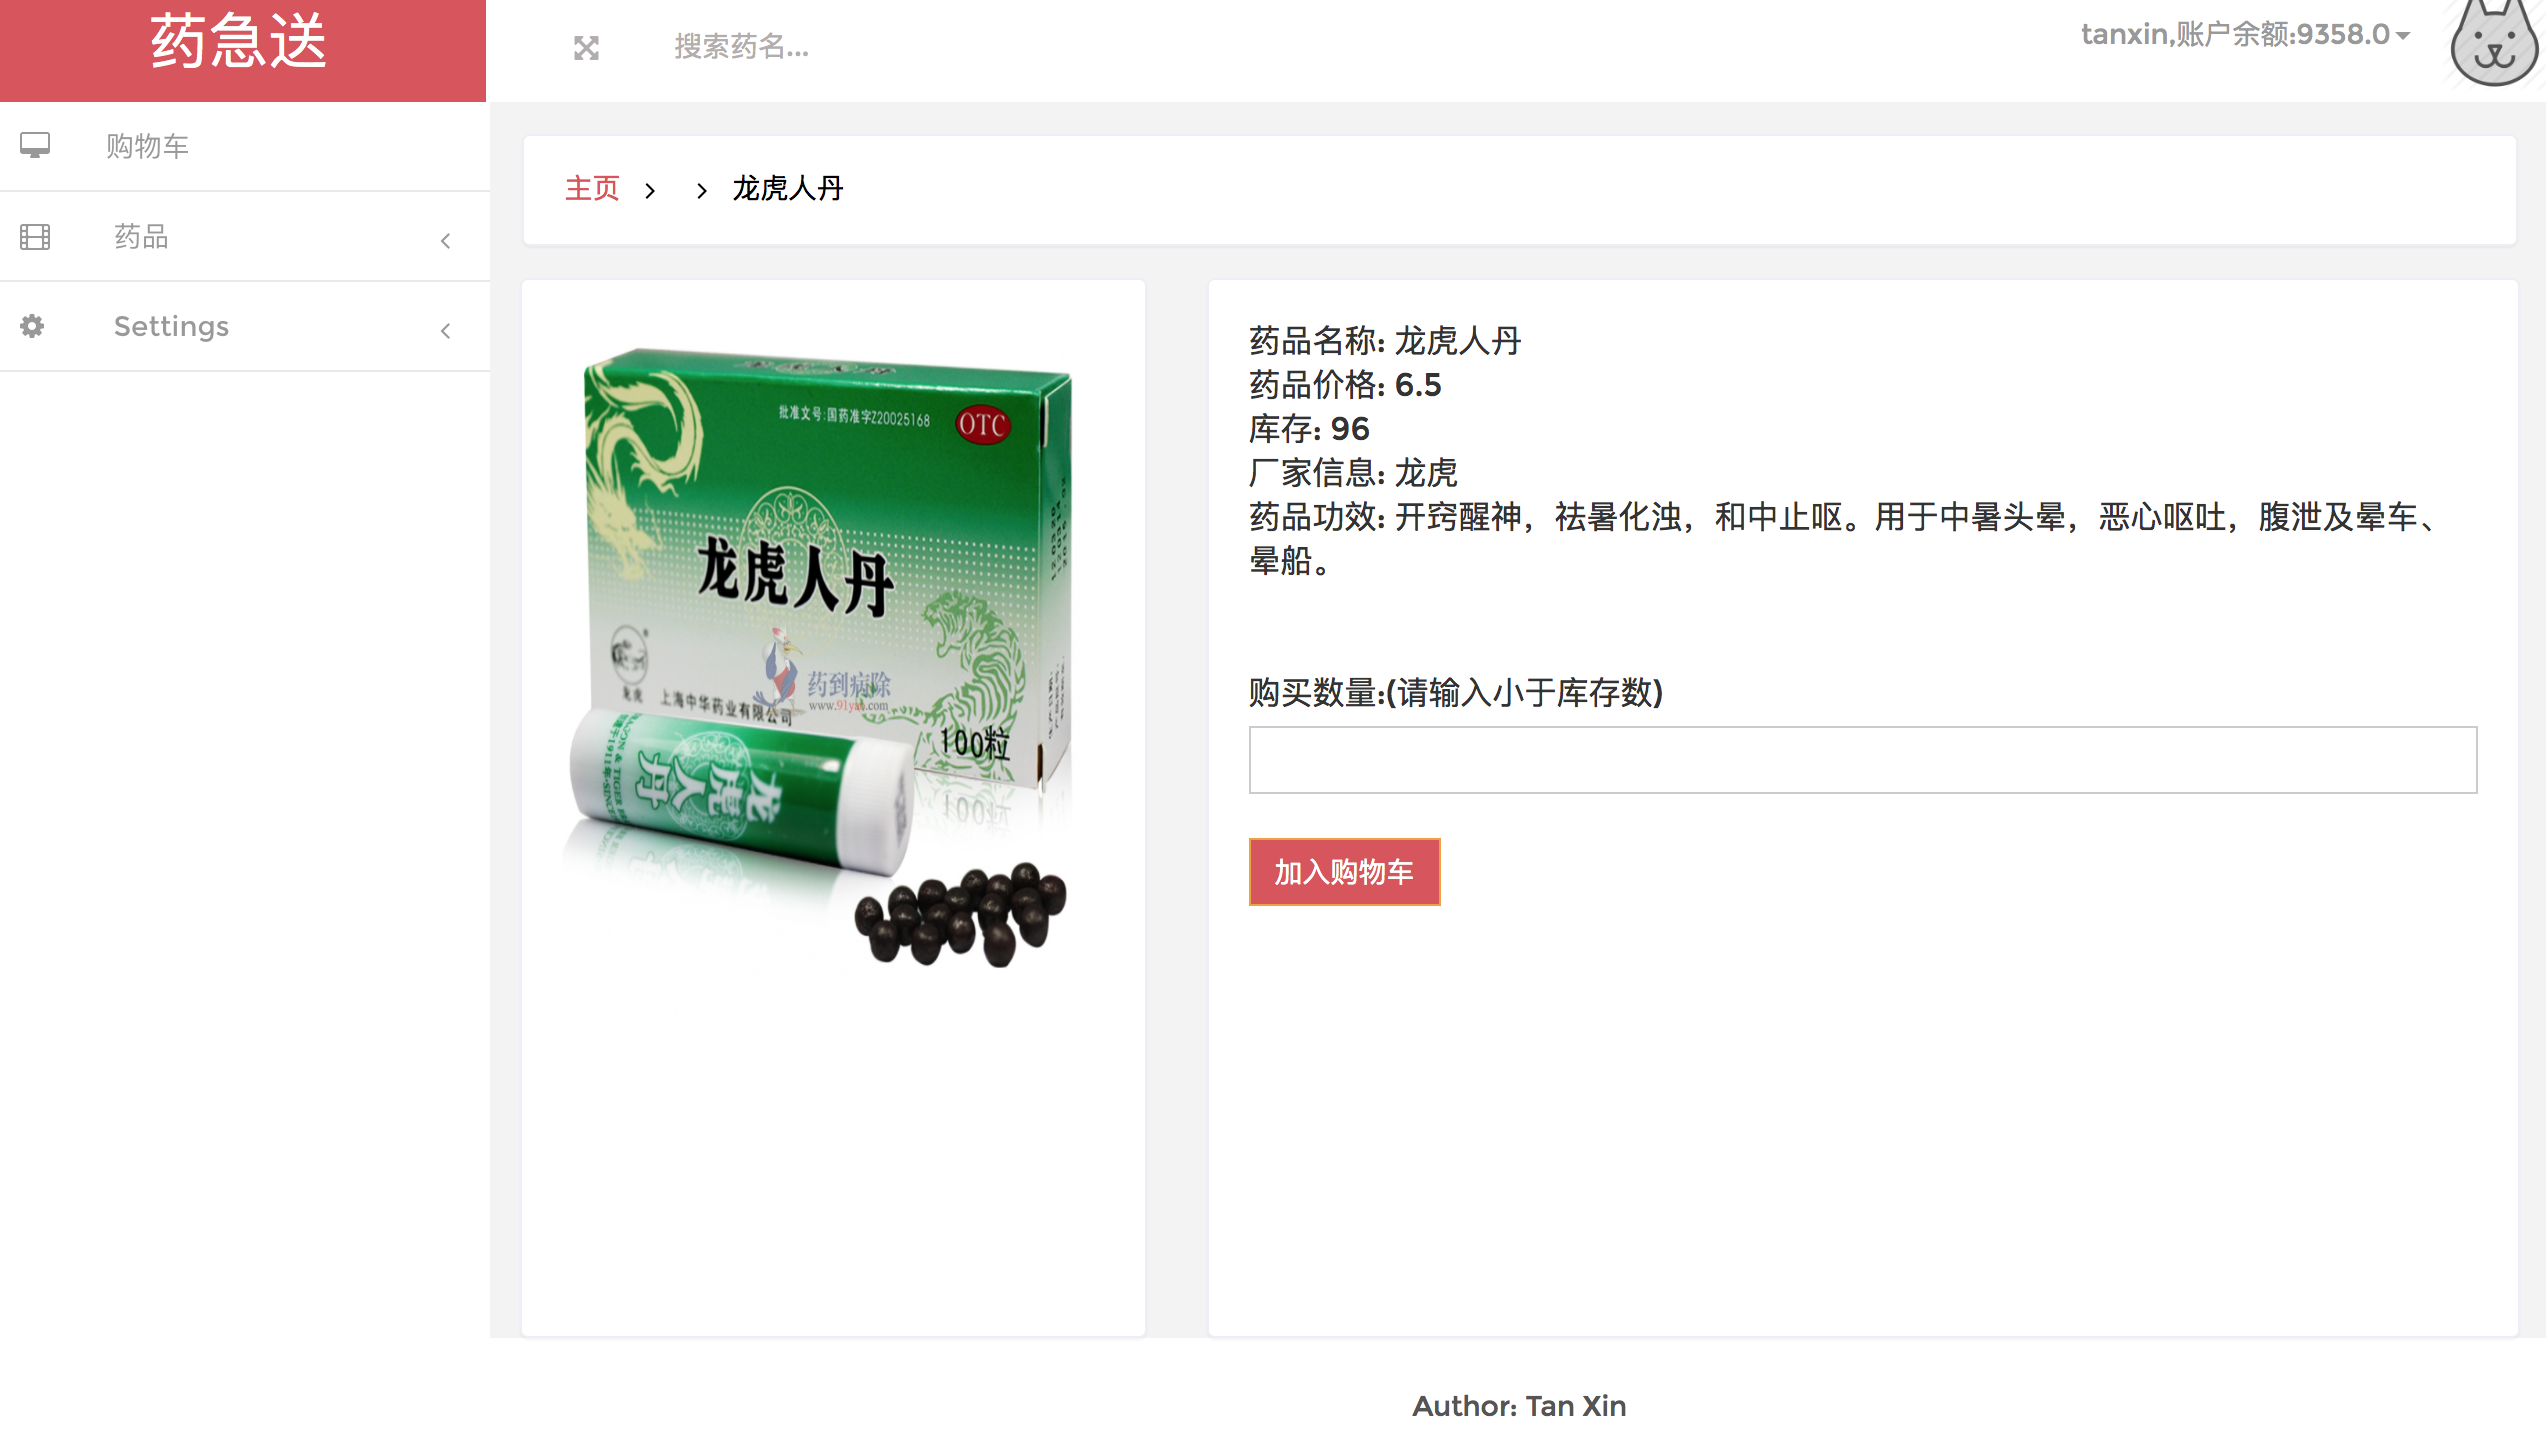 药急送
搜索药名...
tanxin,账户余额:9358.0
购物车
药品
Settings
主页 > > 龙虎人丹
龙虎人丹
批准文号:国药准字Z20025168
OTC
龙虎人丹
药到病除
www.91yao.com
龙虎
上海中华药业有限公司
100粒
龙虎人丹
药品名称: 龙虎人丹
药品价格: 6.5
库存: 96
厂家信息: 龙虎
药品功效: 开窍醒神，祛暑化浊，和中止呕。用于中暑头晕，恶心呕吐，腹泄及晕车、
晕船。
购买数量:(请输入小于库存数)
加入购物车
Author: Tan Xin